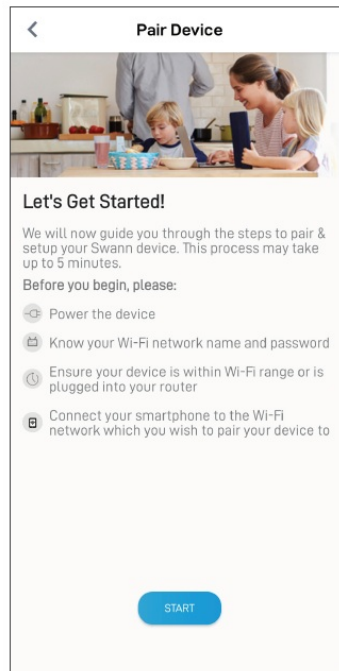 Pair Device
Let's Get Started!
We will now guide you through the steps to pair &
setup your Swann device. This process may take
up to 5 minutes.
Before you begin, please:
Power the device
Know your Wi-Fi network name and password
Ensure your device is within Wi-Fi range or is
plugged into your router
Connect your smartphone to the Wi-Fi
network which you wish to pair your device to
START